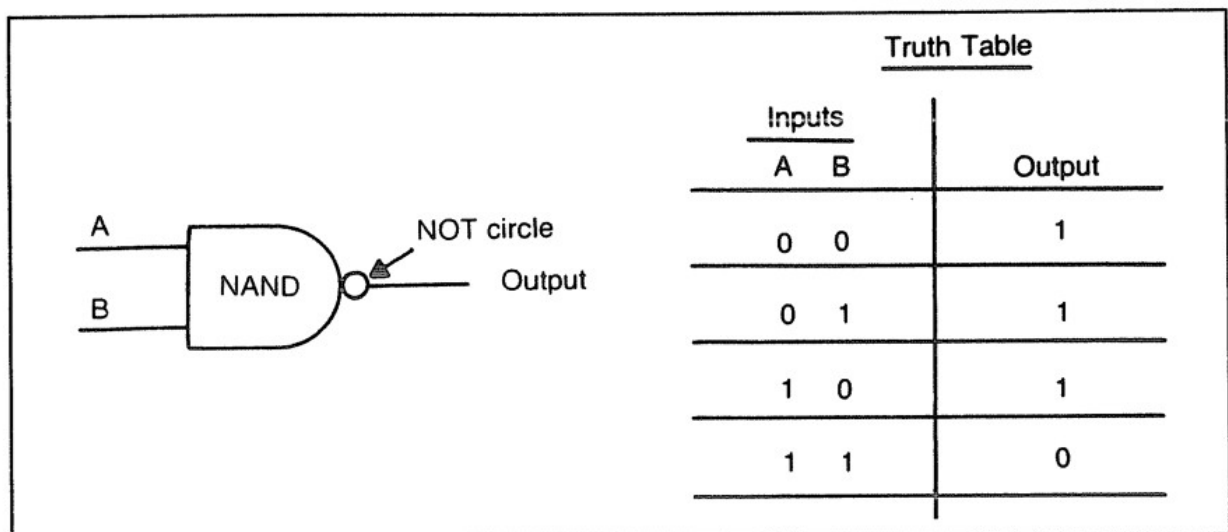 A
B
NAND
NOT circle
Output
Truth Table
Inputs
A B Output
0 0 1
0 1 1
1 0 1
1 1 0